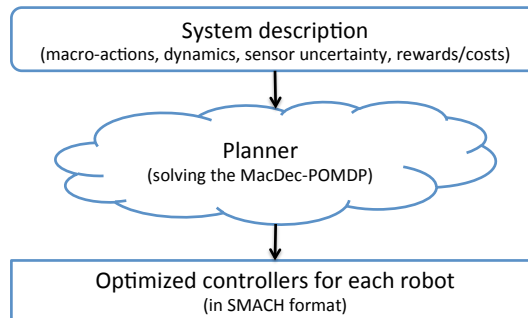 System description
(macro-actions, dynamics, sensor uncertainty, rewards/costs)
Planner
(solving the MacDec-POMDP)
Optimized controllers for each robot
(in SMACH format)